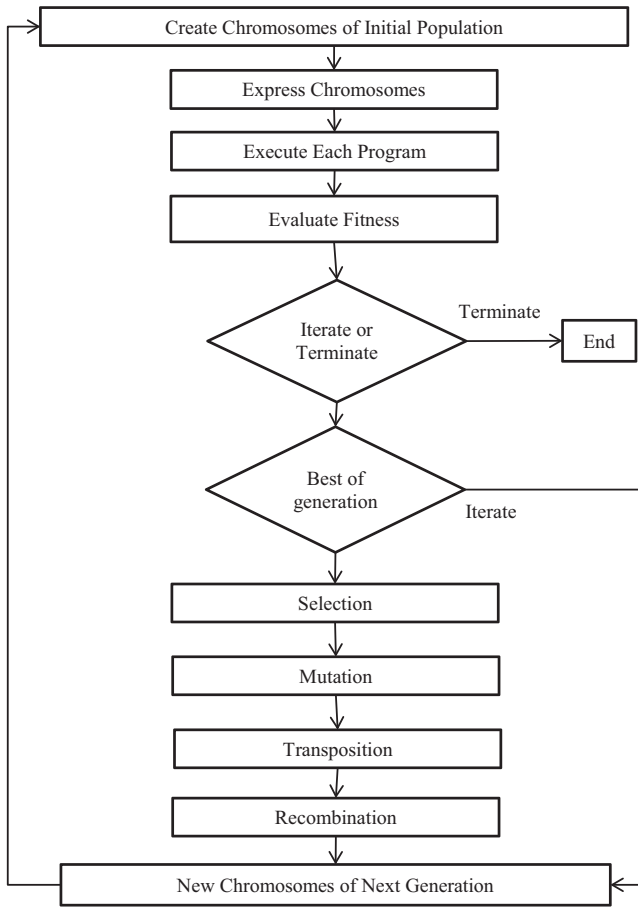 Create Chromosomes of Initial Population
Express Chromosomes
Execute Each Program
Evaluate Fitness
Iterate or
Terminate
Terminate
End
Best of
generation
Iterate
Selection
Mutation
Transposition
Recombination
New Chromosomes of Next Generation